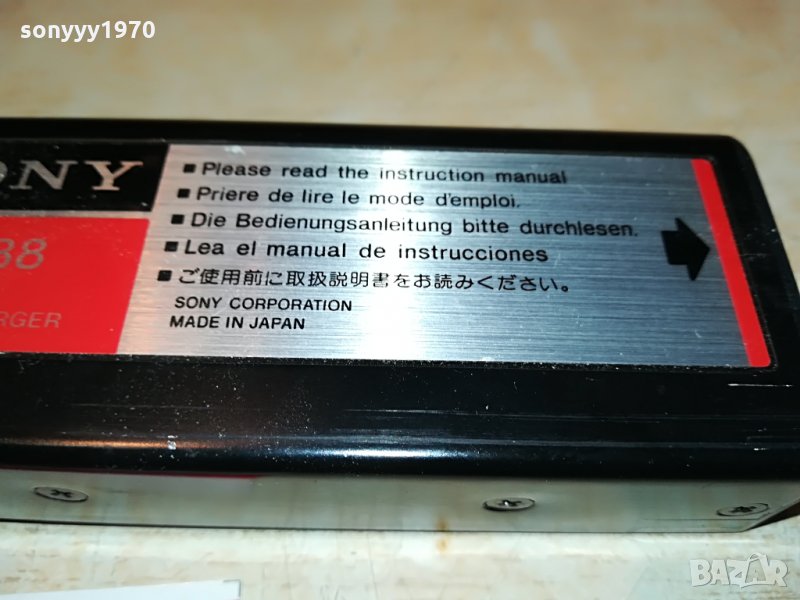 sonyyy1970
ONY
■ Please read the instruction manual
■ Priere de lire le mode d'emploi.
■ Die Bedienungsanleitung bitte durchlesen.
■ Lea el manual de instrucciones
■ ご使用前に取扱説明書をお読みください。
SONY CORPORATION
MADE IN JAPAN
88
RGER
BAZAR